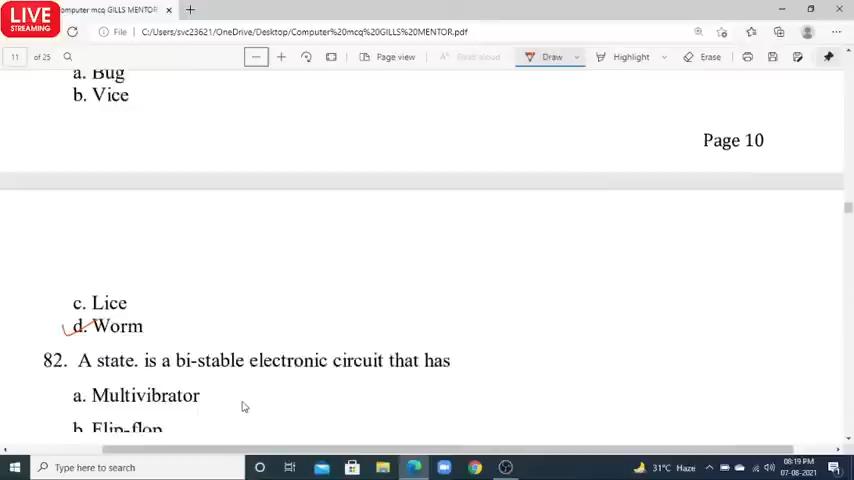 LIVE
STREAMING
omputer mcq GILLS MENTOR
File
C:/Users/svc23621/OneDrive/Desktop/Computer%20mcq%20GILLS%20MENTOR.pdf
11 of 25
Page view
Read aloud
Draw
Highlight
Erase
a. Bug
b. Vice
Page 10
c. Lice
d. Worm
82. A state. is a bi-stable electronic circuit that has
a. Multivibrator
b. Flip-flop
Type here to search
31°C Haze
08:19 PM
07-08-2021